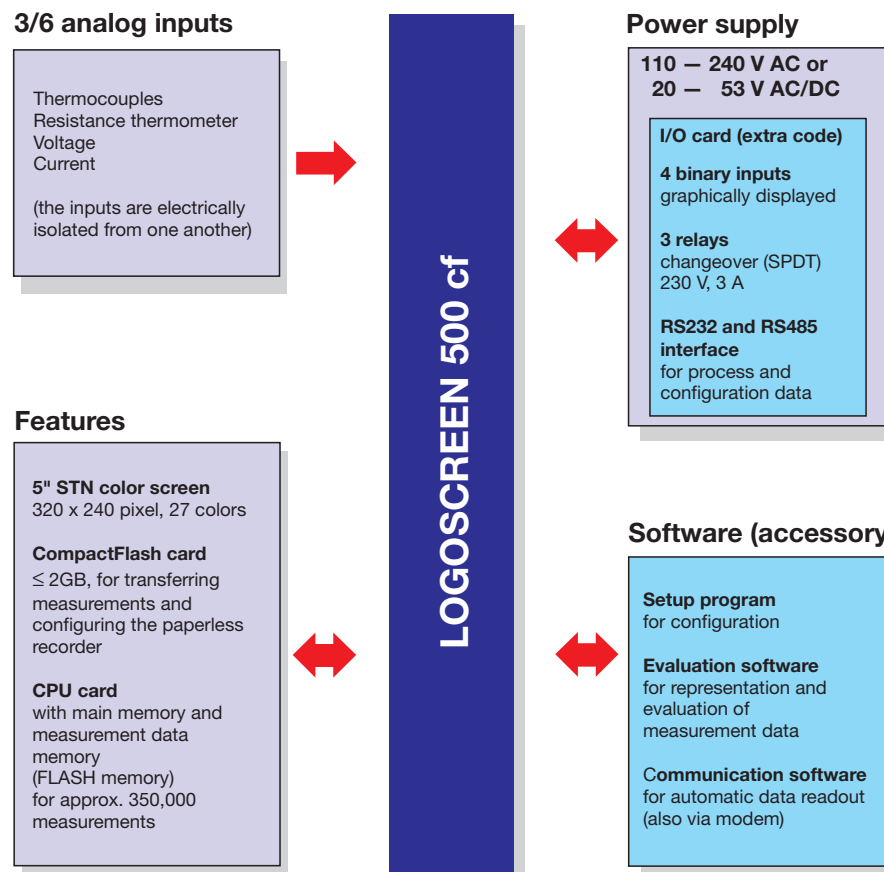 3/6 analog inputs
Thermocouples
Resistance thermometer
Voltage
Current
(the inputs are electrically
isolated from one another)
Features
5" STN color screen
320 x 240 pixel, 27 colors
CompactFlash card
≤ 2GB, for transferring
measurements and
configuring the paperless
recorder
CPU card
with main memory and
measurement data
memory
(FLASH memory)
for approx. 350,000
measurements
LOGOSCREEN 500 cf
Power supply
110 — 240 V AC or
20 — 53 V AC/DC
I/O card (extra code)
4 binary inputs
graphically displayed
3 relays
changeover (SPDT)
230 V, 3 A
RS232 and RS485
interface
for process and
configuration data
Software (accessory
Setup program
for configuration
Evaluation software
for representation and
evaluation of
measurement data
Communication software
for automatic data readout
(also via modem)